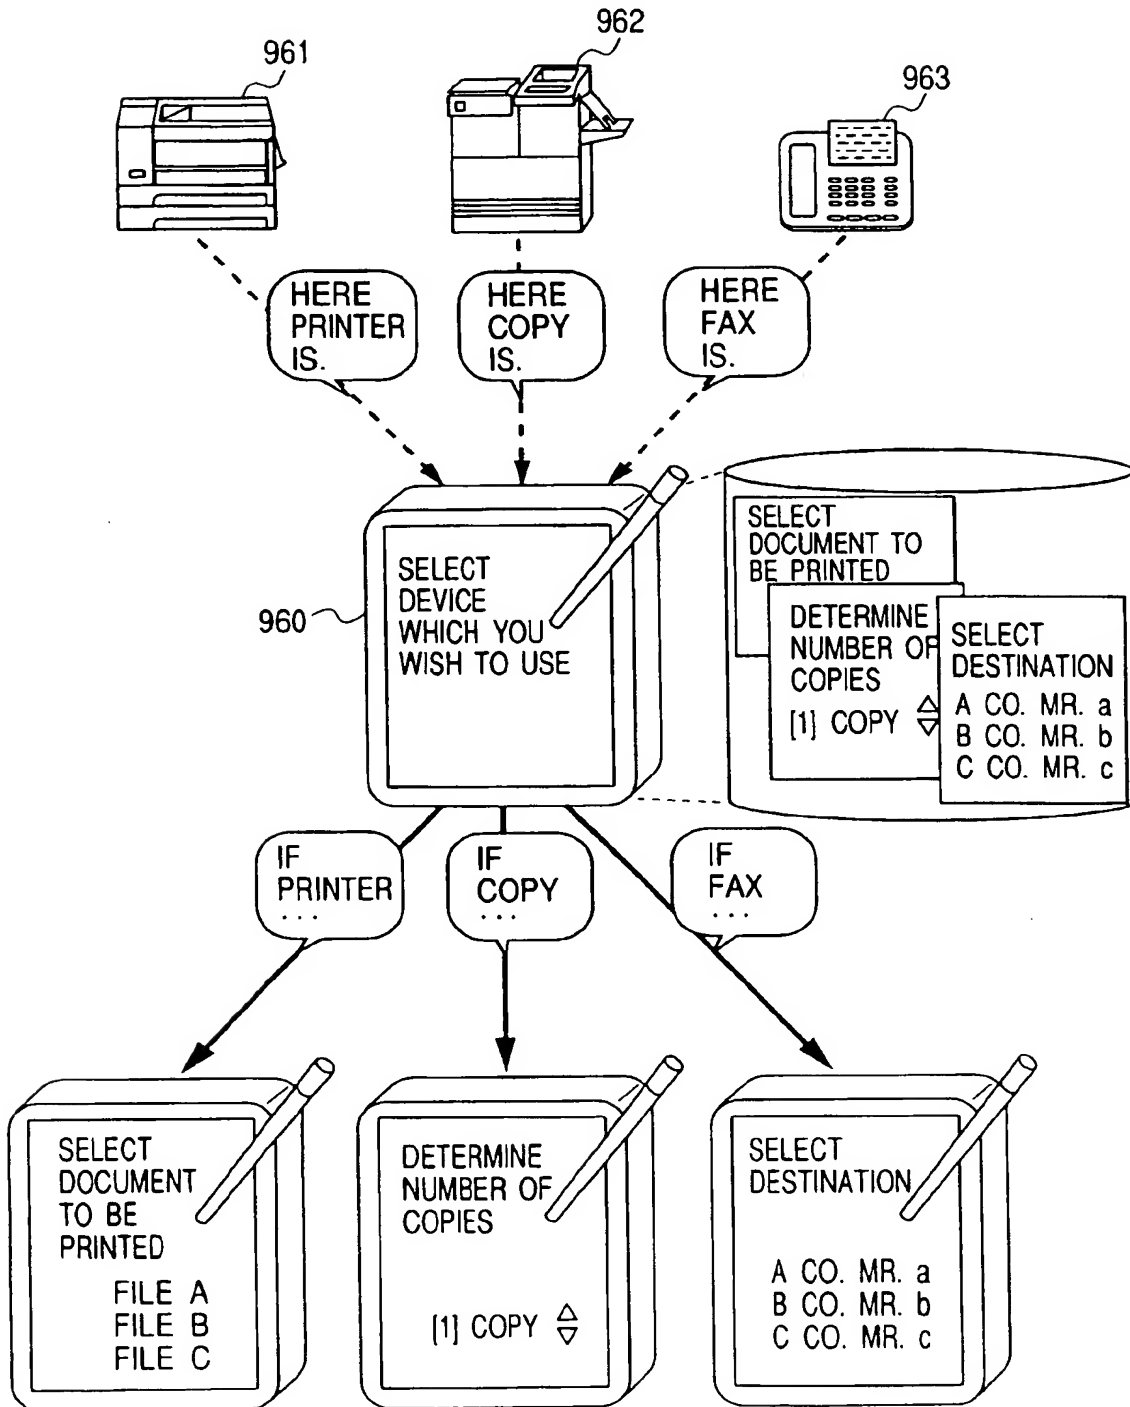 961
962
963
HERE
PRINTER
IS.
HERE
COPY
IS.
HERE
FAX
IS.
960
SELECT
DEVICE
WHICH YOU
WISH TO USE
SELECT
DOCUMENT TO
BE PRINTED
DETERMINE
NUMBER OF
COPIES
[1] COPY △▽
SELECT
DESTINATION
A CO. MR. a
B CO. MR. b
C CO. MR. c
IF
PRINTER
...
IF
COPY
...
IF
FAX
...
SELECT
DOCUMENT
TO BE
PRINTED
FILE A
FILE B
FILE C
DETERMINE
NUMBER OF
COPIES
[1] COPY △▽
SELECT
DESTINATION
A CO. MR. a
B CO. MR. b
C CO. MR. c